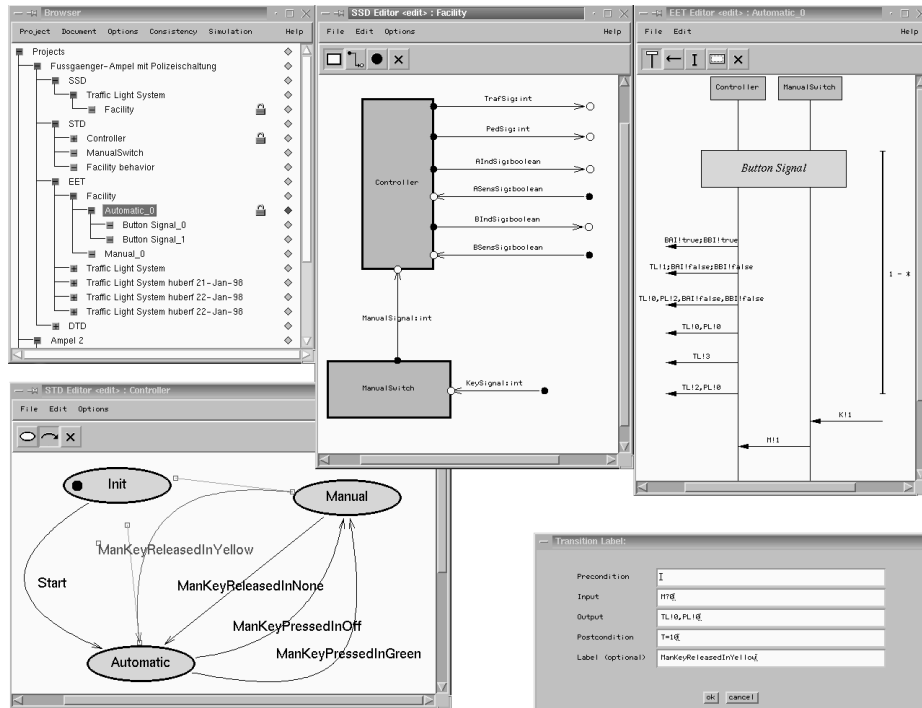 Browser
Project Document Options Consistency Simulation Help
Projects
Fussgaenger-Ampel mit Polizeischaltung
SSD
Traffic Light System
Facility
STD
Controller
ManualSwitch
Facility behavior
EET
Facility
Automatic_0
Button Signal_0
Button Signal_1
Manual_0
Traffic Light System
Traffic Light System huberf 21-Jan-98
Traffic Light System huberf 22-Jan-98
Traffic Light System huberf 22-Jan-98
DTD
Ampel 2
SSD Editor <edit> : Facility
File Edit Options
TrafSig:int
PedSig:int
AIndSig:boolean
Controller
ASensSig:boolean
BIndSig:boolean
BSensSig:boolean
ManualSignal:int
ManualSwitch
KeySignal:int
EET Editor <edit> : Automatic_0
File Edit Help
Controller ManualSwitch
Button Signal
BAI!true;BBI!true
TL!1;BAI!false;BBI!false
1 - *
TL!0,PL!2,BAI!false,BBI!false
TL!0,PL!0
TL!3
TL!2,PL!0
K!1
M!1
STD Editor <edit> : Controller
File Edit Options
Init
Manual
ManKeyReleasedInYellow
Start
ManKeyReleasedInNone
ManKeyPressedInOff
ManKeyPressedInGreen
Automatic
Transition Label:
Precondition
Input M?0
Output TL!0,PL!0
Postcondition T=10
Label (optional) ManKeyReleasedInYellow
ok cancel